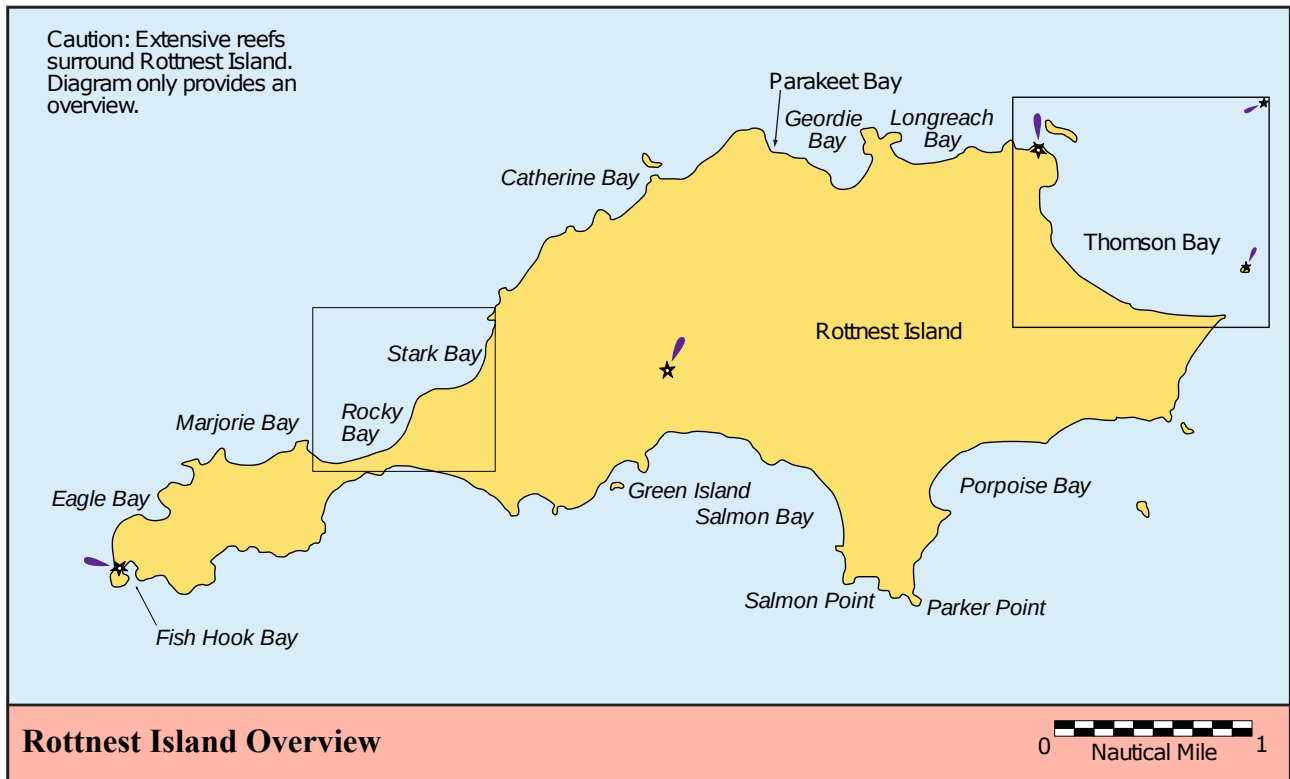 Caution: Extensive reefs
surround Rottnest Island.
Diagram only provides an
overview.
Parakeet Bay
Geordie
Bay
Longreach
Bay
Catherine Bay
Thomson Bay
Rottnest Island
Stark Bay
Rocky
Bay
Marjorie Bay
Eagle Bay
Green Island
Salmon Bay
Porpoise Bay
Salmon Point
Parker Point
Fish Hook Bay
Rottnest Island Overview
0
Nautical Mile
1